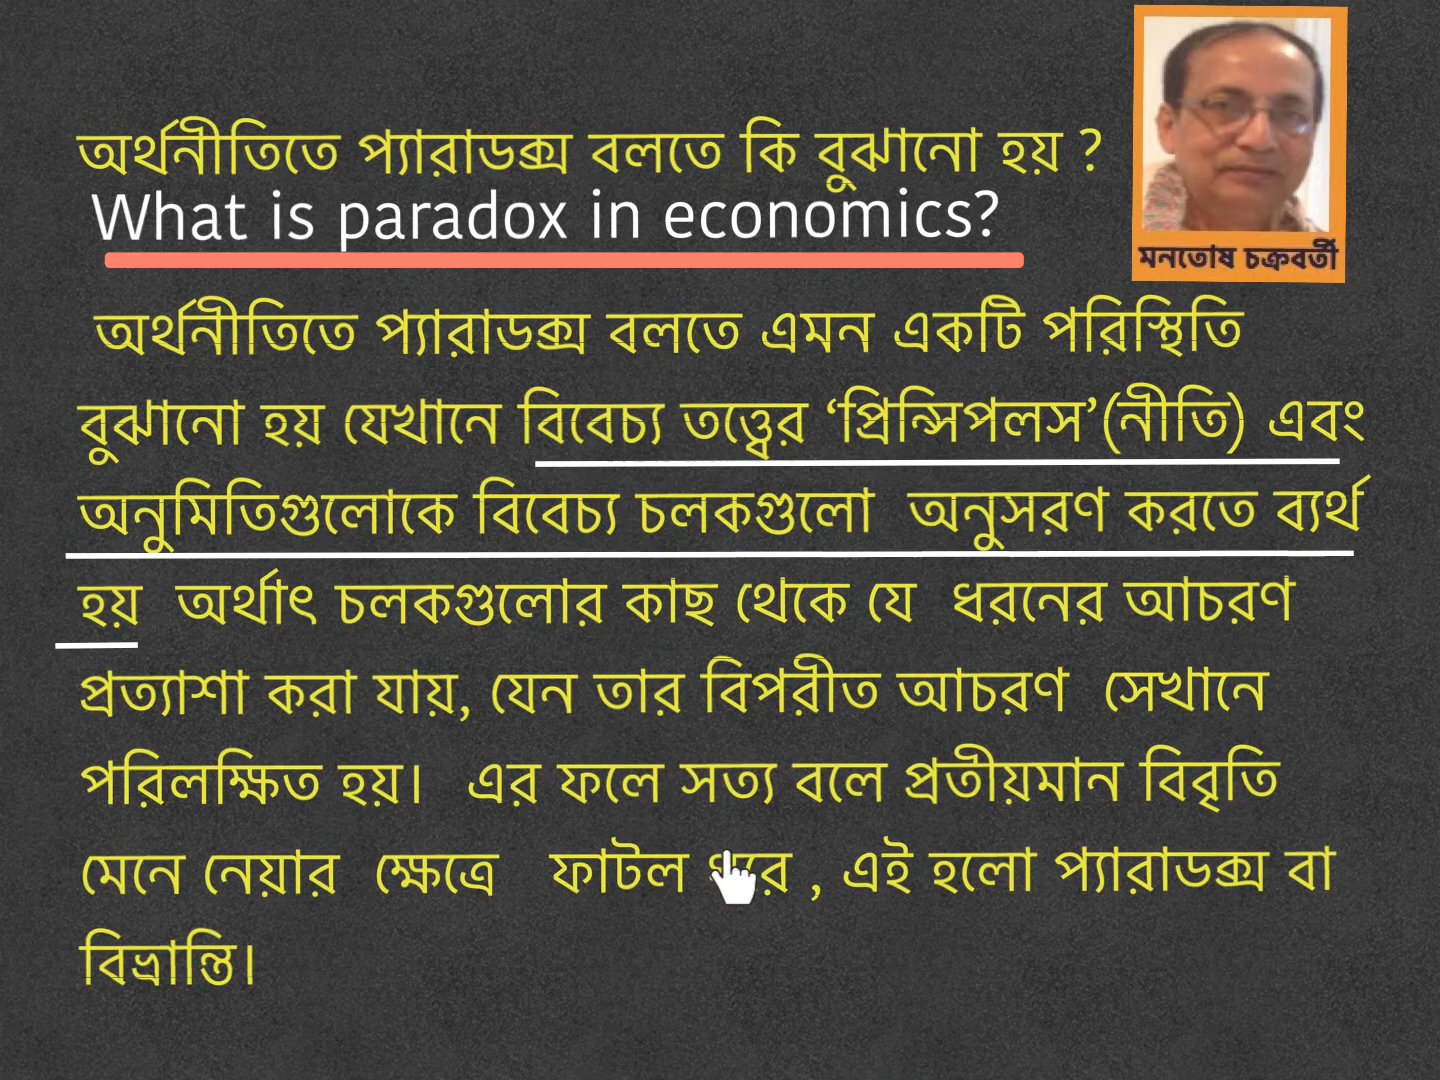 অর্থনীতিতে প্যারাডক্স বলতে কি বুঝানো হয় ?
What is paradox in economics?
মনতোষ চক্রবর্তী
অর্থনীতিতে প্যারাডক্স বলতে এমন একটি পরিস্থিতি
বুঝানো হয় যেখানে বিবেচ্য তত্ত্বের ‘প্রিন্সিপলস’(নীতি) এবং
অনুমিতিগুলোকে বিবেচ্য চলকগুলো অনুসরণ করতে ব্যর্থ
হয় অর্থাৎ চলকগুলোর কাছ থেকে যে ধরনের আচরণ
প্রত্যাশা করা যায়, যেন তার বিপরীত আচরণ সেখানে
পরিলক্ষিত হয়। এর ফলে সত্য বলে প্রতীয়মান বিবৃতি
মেনে নেয়ার ক্ষেত্রে ফাটল , এই হলো প্যারাডক্স বা
বিভ্রান্তি।